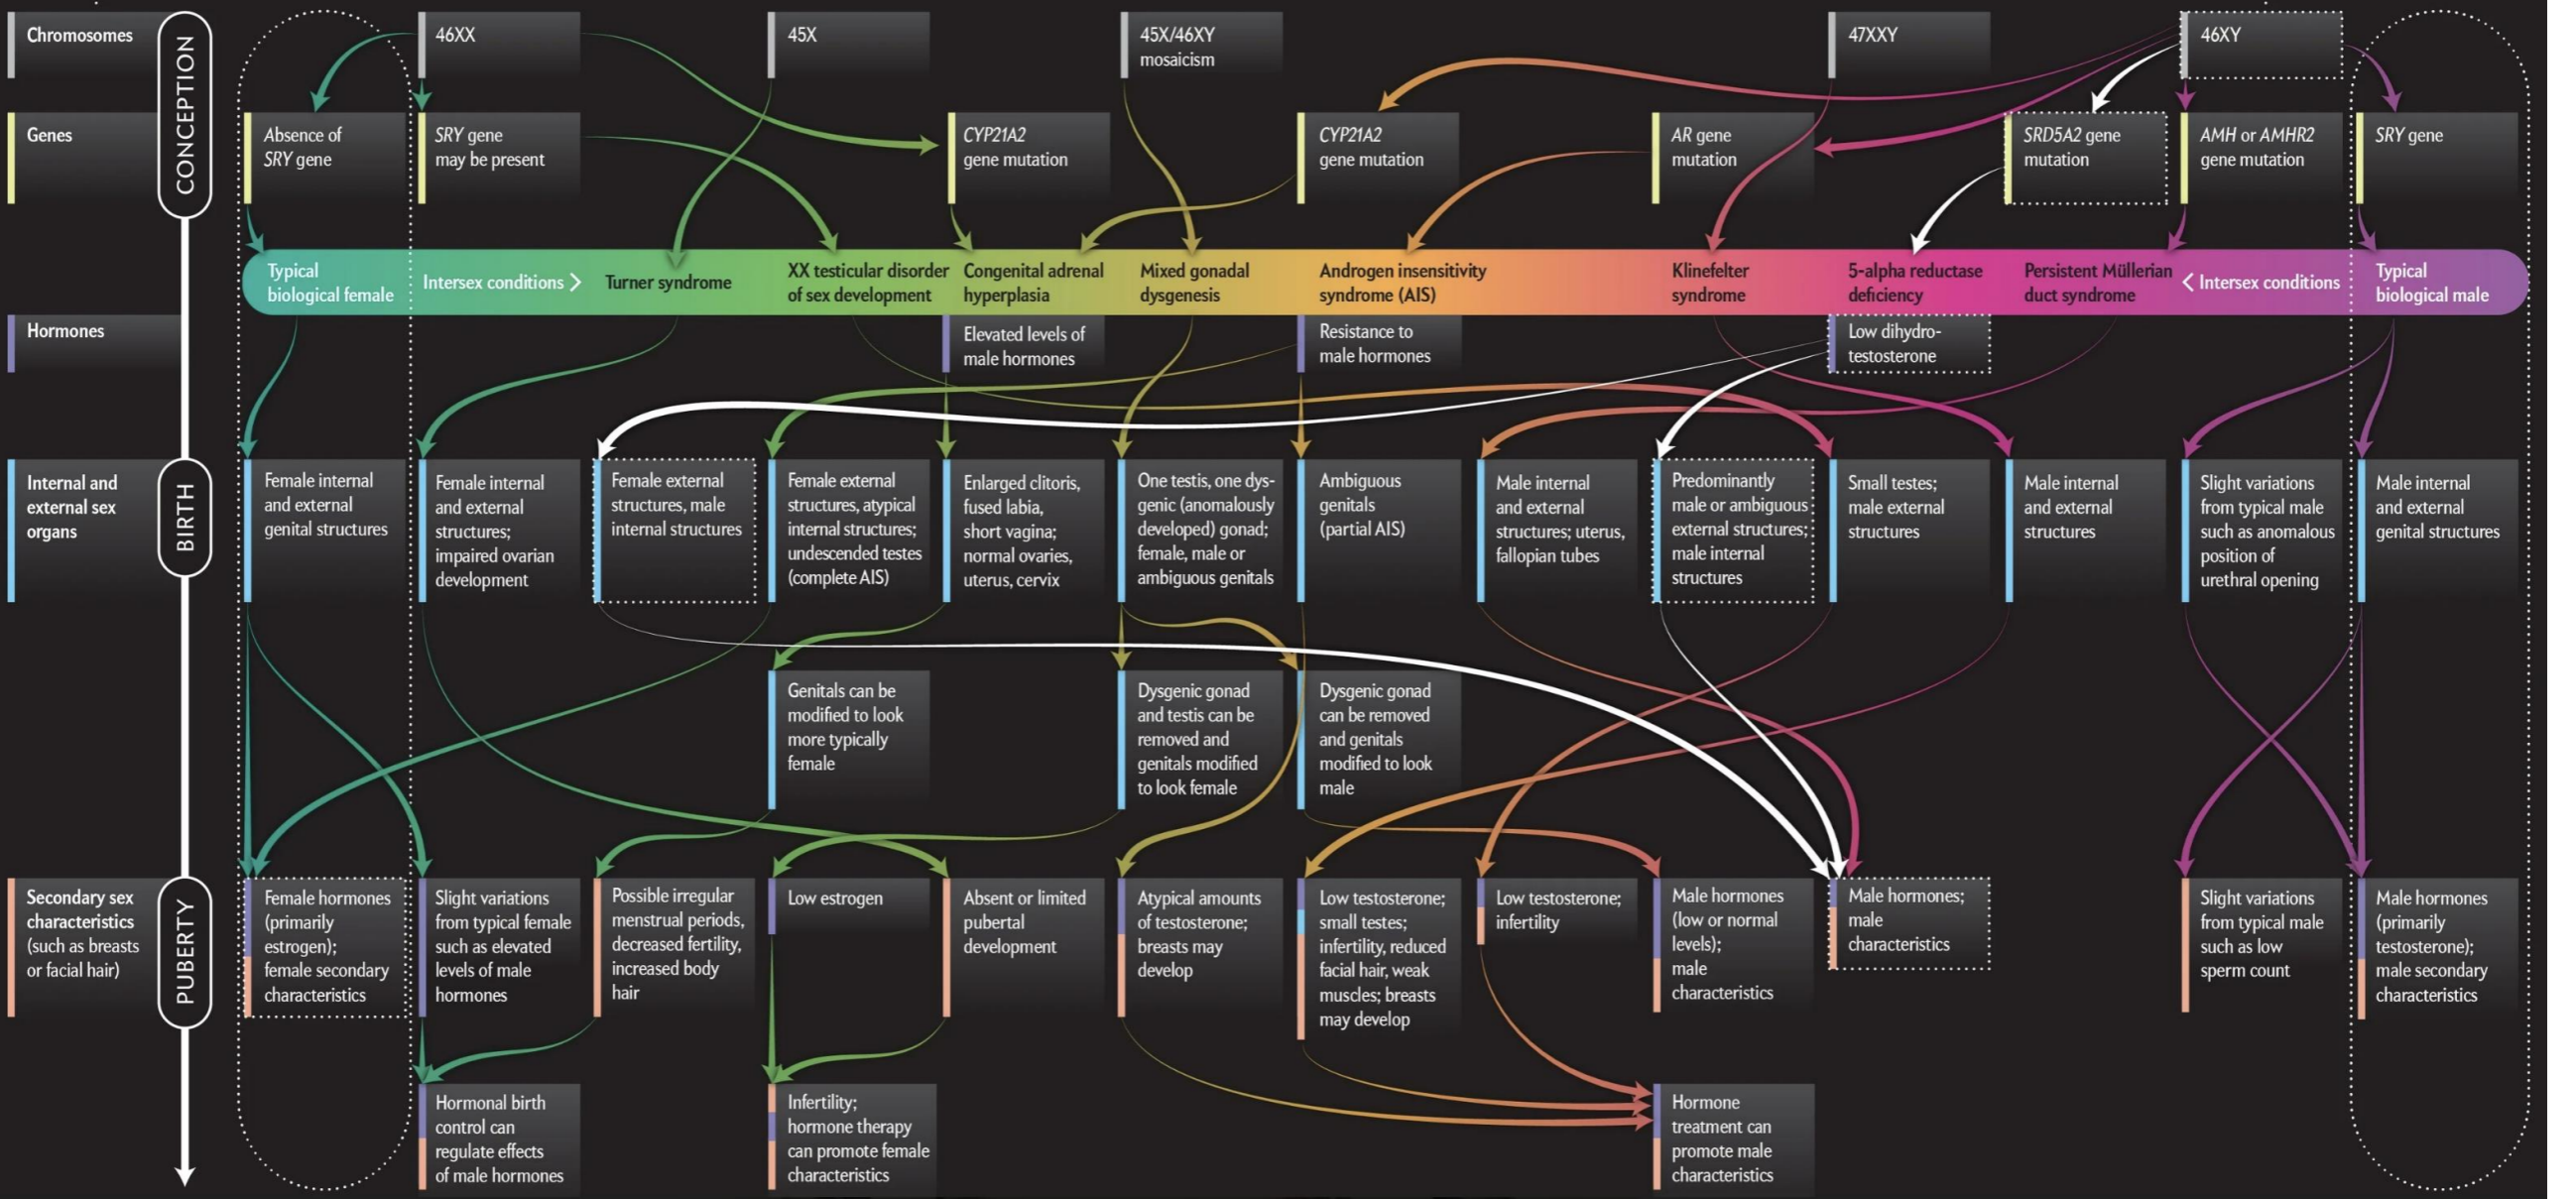 Chromosomes
CONCEPTION
46XX
45X
45X/46XY
mosaicism
47XXY
46XY
Genes
Absence of
SRY gene
SRY gene
may be present
CYP21A2
gene mutation
CYP21A2
gene mutation
AR gene
mutation
SRD5A2 gene
mutation
AMH or AMHR2
gene mutation
SRY gene
Typical
biological female
Intersex conditions >
Turner syndrome
XX testicular disorder
of sex development
Congenital adrenal
hyperplasia
Mixed gonadal
dysgenesis
Androgen insensitivity
syndrome (AIS)
Klinefelter
syndrome
5-alpha reductase
deficiency
Persistent Müllerian
duct syndrome
< Intersex conditions
Typical
biological male
Hormones
Elevated levels of
male hormones
Resistance to
male hormones
Low dihydro-
testosterone
Internal and
external sex
organs
BIRTH
Female internal
and external
genital structures
Female internal
and external
structures;
impaired ovarian
development
Female external
structures, male
internal structures
Female external
structures, atypical
internal structures;
undescended testes
(complete AIS)
Enlarged clitoris,
fused labia,
short vagina;
normal ovaries,
uterus, cervix
One testis, one dys-
genic (anomalously
developed) gonad;
female, male or
ambiguous genitals
Ambiguous
genitals
(partial AIS)
Male internal
and external
structures; uterus,
fallopian tubes
Predominantly
male or ambiguous
external structures;
male internal
structures
Small testes;
male external
structures
Male internal
and external
structures
Slight variations
from typical male
such as anomalous
position of
urethral opening
Male internal
and external
genital structures
Genitals can be
modified to look
more typically
female
Dysgenic gonad
and testis can be
removed and
genitals modified
to look female
Dysgenic gonad
can be removed
and genitals
modified to look
male
Secondary sex
characteristics
(such as breasts
or facial hair)
PUBERTY
Female hormones
(primarily
estrogen);
female secondary
characteristics
Slight variations
from typical female
such as elevated
levels of male
hormones
Possible irregular
menstrual periods,
decreased fertility,
increased body
hair
Low estrogen
Absent or limited
pubertal
development
Atypical amounts
of testosterone;
breasts may
develop
Low testosterone;
small testes;
infertility, reduced
facial hair, weak
muscles; breasts
may develop
Low testosterone;
infertility
Male hormones
(low or normal
levels);
male
characteristics
Male hormones;
male
characteristics
Slight variations
from typical male
such as low
sperm count
Male hormones
(primarily
testosterone);
male secondary
characteristics
Hormonal birth
control can
regulate effects
of male hormones
Infertility;
hormone therapy
can promote female
characteristics
Hormone
treatment can
promote male
characteristics